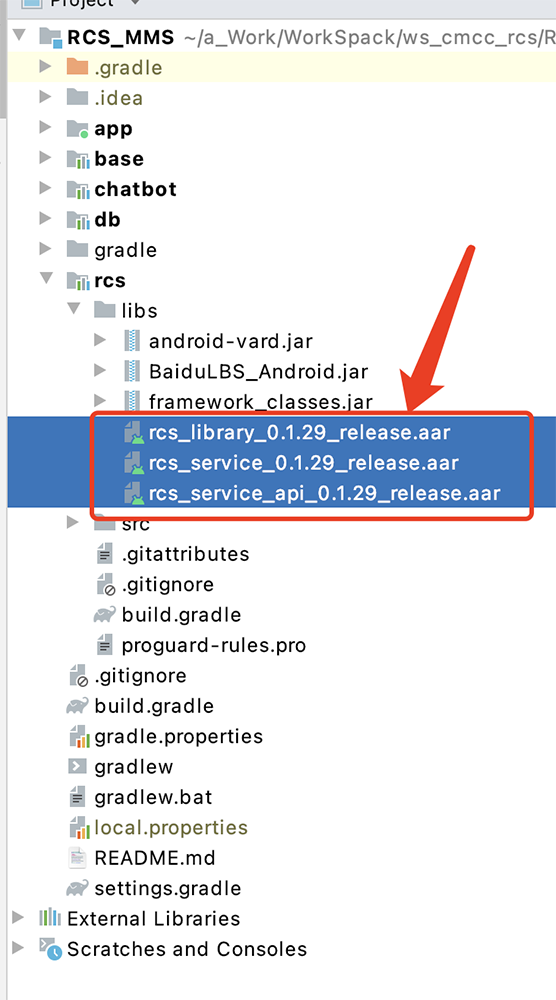 Project
RCS_MMS ~/a_Work/WorkSpack/ws_cmcc_rcs/R
.gradle
.idea
app
base
chatbot
db
gradle
rcs
libs
android-vard.jar
BaiduLBS_Android.jar
framework_classes.jar
rcs_library_0.1.29_release.aar
rcs_service_0.1.29_release.aar
rcs_service_api_0.1.29_release.aar
src
.gitattributes
.gitignore
build.gradle
proguard-rules.pro
.gitignore
build.gradle
gradle.properties
gradlew
gradlew.bat
local.properties
README.md
settings.gradle
External Libraries
Scratches and Consoles